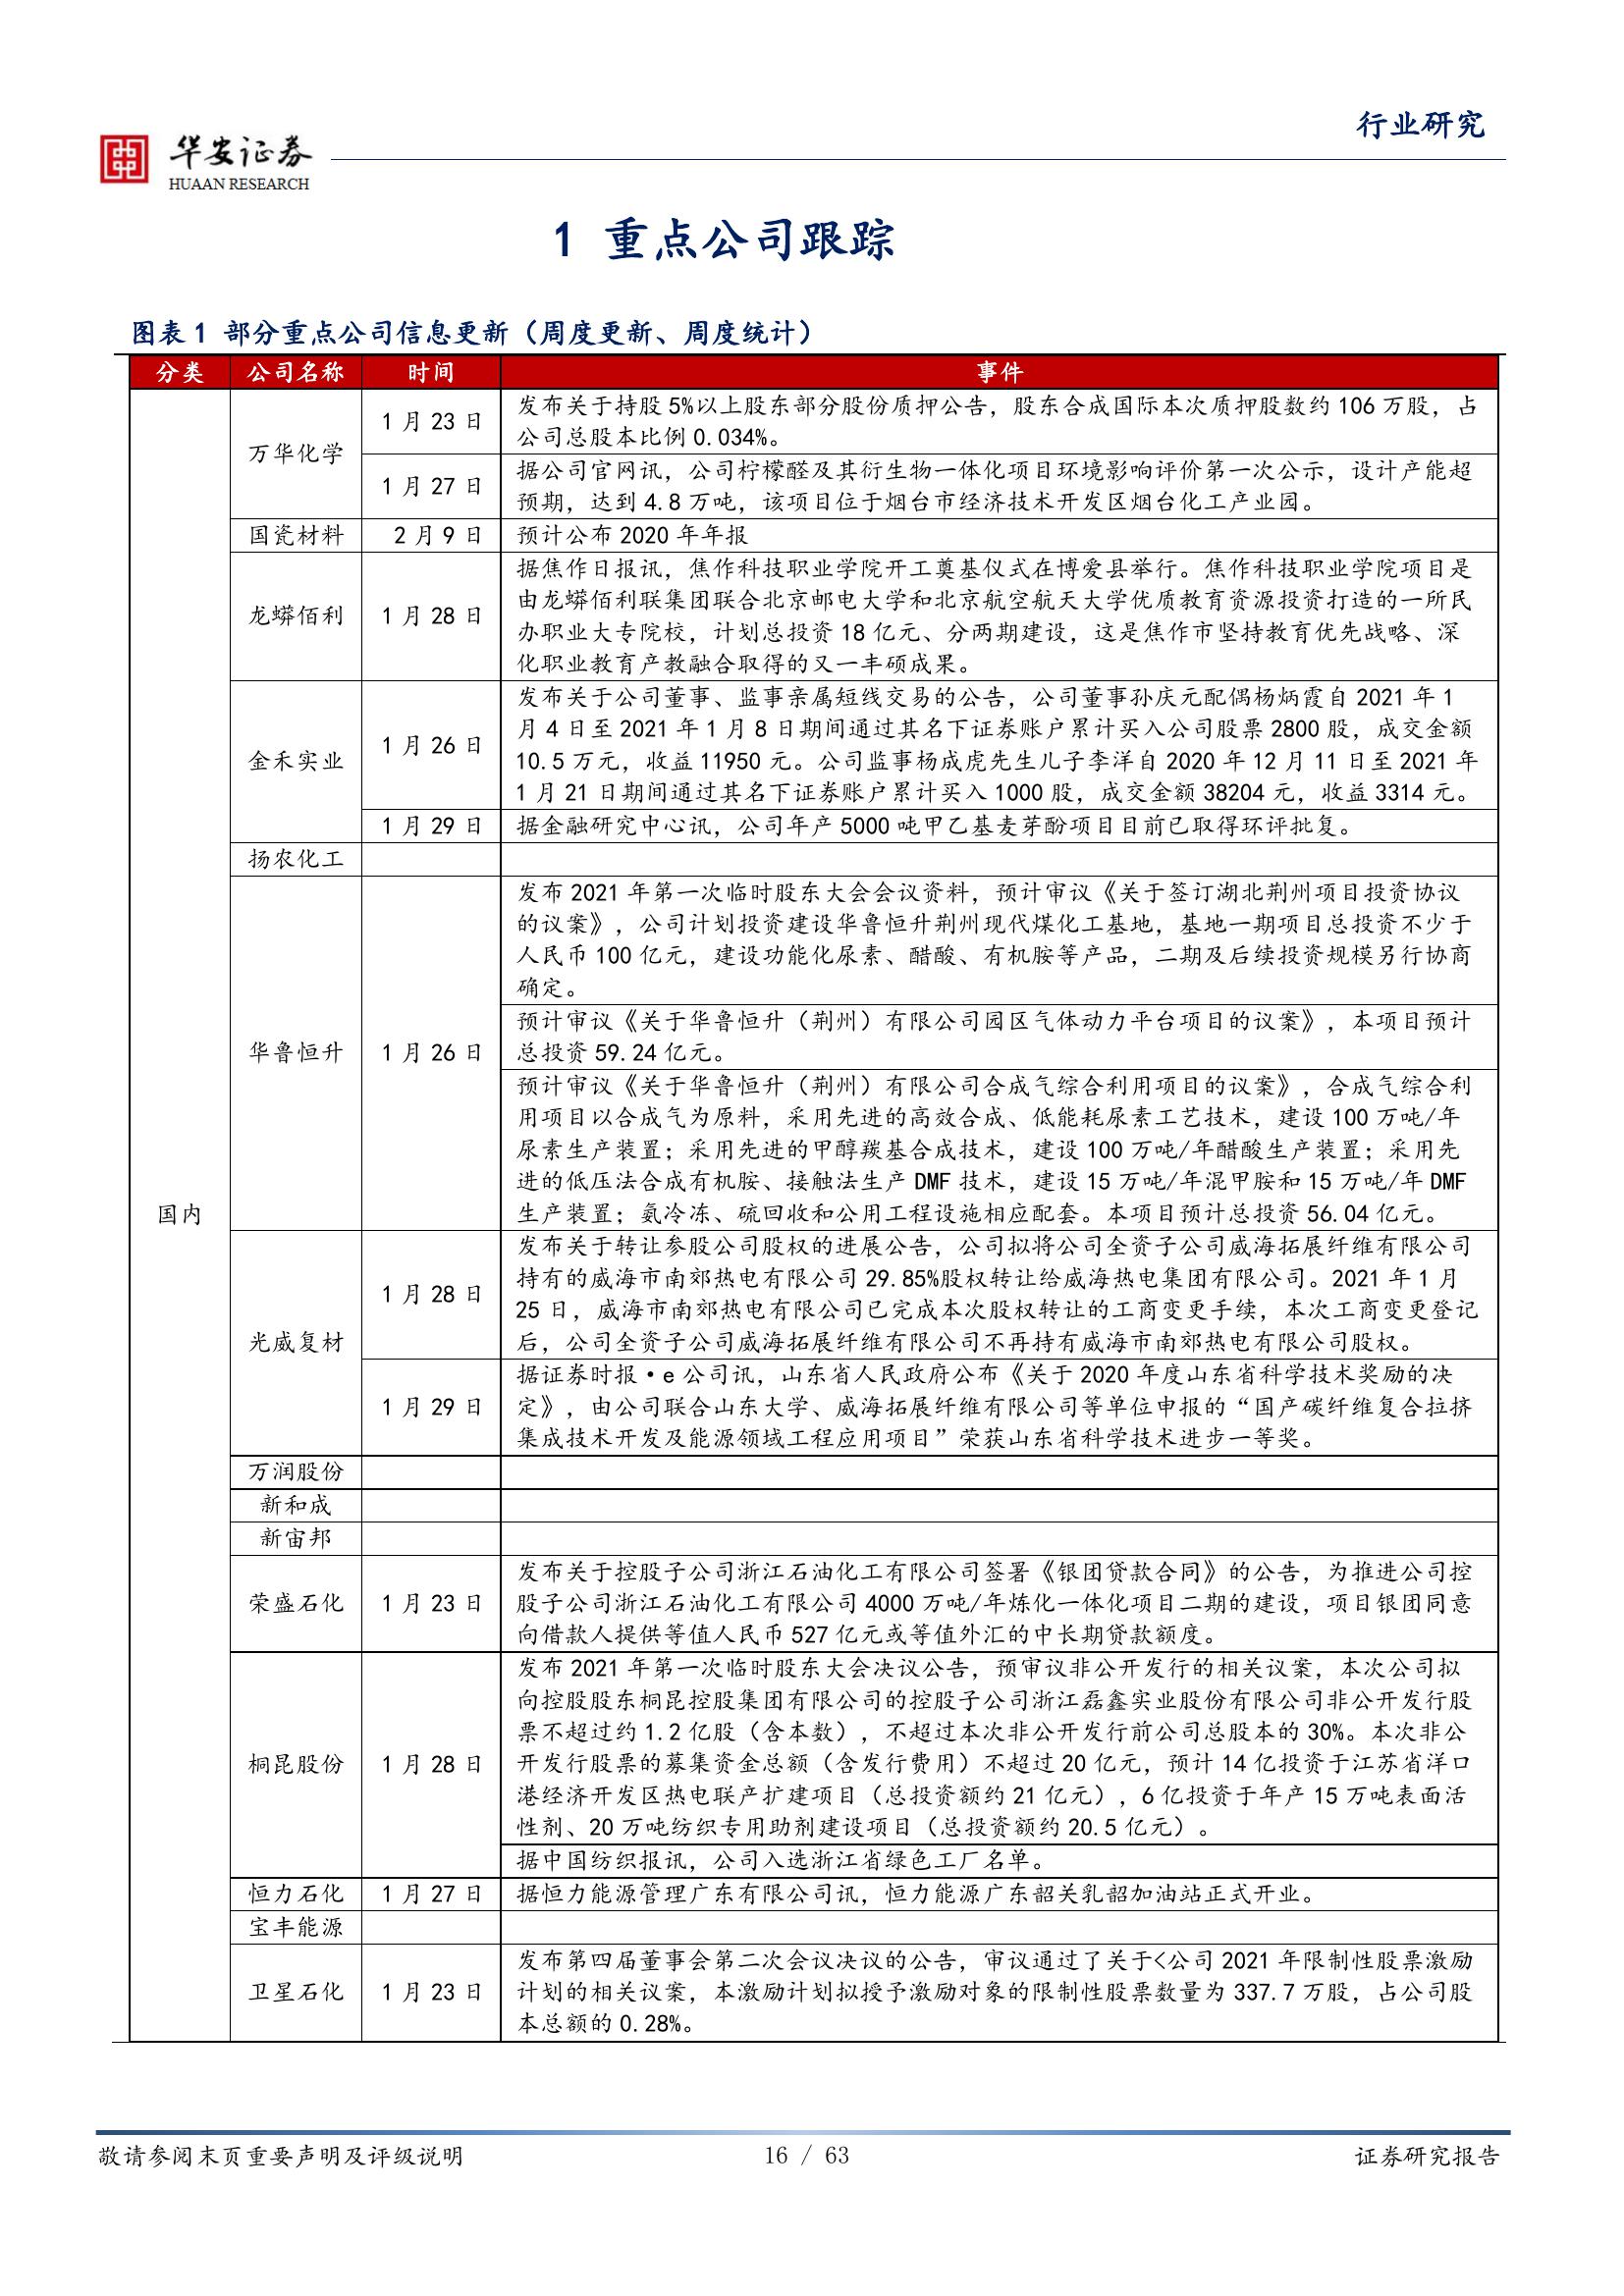 行业研究
华安证券
HUAAN RESEARCH
1 重点公司跟踪
图表 1 部分重点公司信息更新（周度更新、周度统计）
分类 公司名称 时间 事件
国内
万华化学
1 月 23 日
发布关于持股 5%以上股东部分股份质押公告，股东合成国际本次质押股数约 106 万股，占
公司总股本比例 0.034%。
1 月 27 日
据公司官网讯，公司柠檬醛及其衍生物一体化项目环境影响评价第一次公示，设计产能超
预期，达到 4.8 万吨，该项目位于烟台市经济技术开发区烟台化工产业园。
国瓷材料 2 月 9 日 预计公布 2020 年年报
龙蟒佰利 1 月 28 日
据焦作日报讯，焦作科技职业学院开工奠基仪式在博爱县举行。焦作科技职业学院项目是
由龙蟒佰利联集团联合北京邮电大学和北京航空航天大学优质教育资源投资打造的一所民
办职业大专院校，计划总投资 18 亿元、分两期建设，这是焦作市坚持教育优先战略、深
化职业教育产教融合取得的又一丰硕成果。
金禾实业
1 月 26 日
发布关于公司董事、监事亲属短线交易的公告，公司董事孙庆元配偶杨炳霞自 2021 年 1
月 4 日至 2021 年 1 月 8 日期间通过其名下证券账户累计买入公司股票 2800 股，成交金额
10.5 万元，收益 11950 元。公司监事杨成虎先生儿子李洋自 2020 年 12 月 11 日至 2021 年
1 月 21 日期间通过其名下证券账户累计买入 1000 股，成交金额 38204 元，收益 3314 元。
1 月 29 日 据金融研究中心讯，公司年产 5000 吨甲乙基麦芽酚项目目前已取得环评批复。
扬农化工
华鲁恒升 1 月 26 日
发布 2021 年第一次临时股东大会会议资料，预计审议《关于签订湖北荆州项目投资协议
的议案》，公司计划投资建设华鲁恒升荆州现代煤化工基地，基地一期项目总投资不少于
人民币 100 亿元，建设功能化尿素、醋酸、有机胺等产品，二期及后续投资规模另行协商
确定。
预计审议《关于华鲁恒升（荆州）有限公司园区气体动力平台项目的议案》，本项目预计
总投资 59.24 亿元。
预计审议《关于华鲁恒升（荆州）有限公司合成气综合利用项目的议案》，合成气综合利
用项目以合成气为原料，采用先进的高效合成、低能耗尿素工艺技术，建设 100 万吨/年
尿素生产装置；采用先进的甲醇羰基合成技术，建设 100 万吨/年醋酸生产装置；采用先
进的低压法合成有机胺、接触法生产 DMF 技术，建设 15 万吨/年混甲胺和 15 万吨/年 DMF
生产装置；氨冷冻、硫回收和公用工程设施相应配套。本项目预计总投资 56.04 亿元。
光威复材
1 月 28 日
发布关于转让参股公司股权的进展公告，公司拟将公司全资子公司威海拓展纤维有限公司
持有的威海市南郊热电有限公司 29.85%股权转让给威海热电集团有限公司。2021 年 1 月
25 日，威海市南郊热电有限公司已完成本次股权转让的工商变更手续，本次工商变更登记
后，公司全资子公司威海拓展纤维有限公司不再持有威海市南郊热电有限公司股权。
1 月 29 日
据证券时报·e 公司讯，山东省人民政府公布《关于 2020 年度山东省科学技术奖励的决
定》，由公司联合山东大学、威海拓展纤维有限公司等单位申报的“国产碳纤维复合拉挤
集成技术开发及能源领域工程应用项目”荣获山东省科学技术进步一等奖。
万润股份
新和成
新宙邦
荣盛石化 1 月 23 日
发布关于控股子公司浙江石油化工有限公司签署《银团贷款合同》的公告，为推进公司控
股子公司浙江石油化工有限公司 4000 万吨/年炼化一体化项目二期的建设，项目银团同意
向借款人提供等值人民币 527 亿元或等值外汇的中长期贷款额度。
桐昆股份 1 月 28 日
发布 2021 年第一次临时股东大会决议公告，预审议非公开发行的相关议案，本次公司拟
向控股股东桐昆控股集团有限公司的控股子公司浙江磊鑫实业股份有限公司非公开发行股
票不超过约 1.2 亿股（含本数），不超过本次非公开发行前公司总股本的 30%。本次非公
开发行股票的募集资金总额（含发行费用）不超过 20 亿元，预计 14 亿投资于江苏省洋口
港经济开发区热电联产扩建项目（总投资额约 21 亿元），6 亿投资于年产 15 万吨表面活
性剂、20 万吨纺织专用助剂建设项目（总投资额约 20.5 亿元）。
据中国纺织报讯，公司入选浙江省绿色工厂名单。
恒力石化 1 月 27 日 据恒力能源管理广东有限公司讯，恒力能源广东韶关乳韶加油站正式开业。
宝丰能源
卫星石化 1 月 23 日
发布第四届董事会第二次会议决议的公告，审议通过了关于<公司 2021 年限制性股票激励
计划的相关议案，本激励计划拟授予激励对象的限制性股票数量为 337.7 万股，占公司股
本总额的 0.28%。
敬请参阅末页重要声明及评级说明 16 / 63 证券研究报告